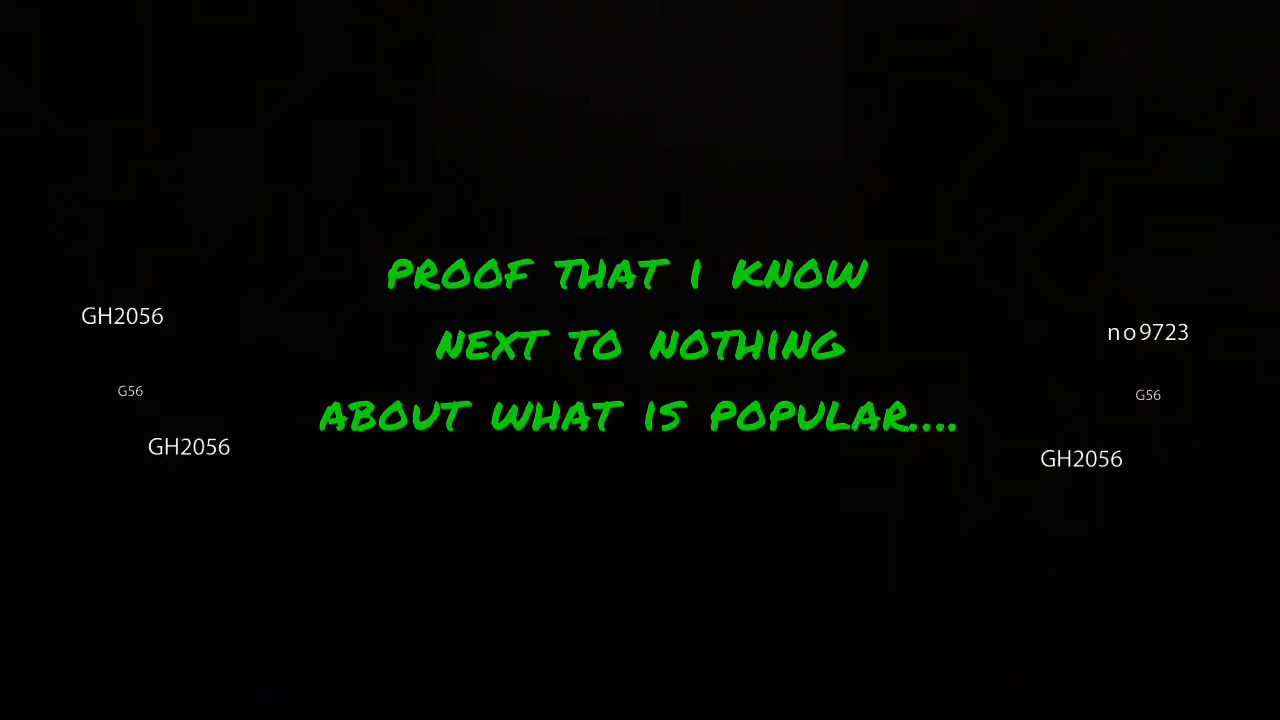 PROOF THAT I KNOW
NEXT TO NOTHING
ABOUT WHAT IS POPULAR....
GH2056
G56
GH2056
no9723
G56
GH2056